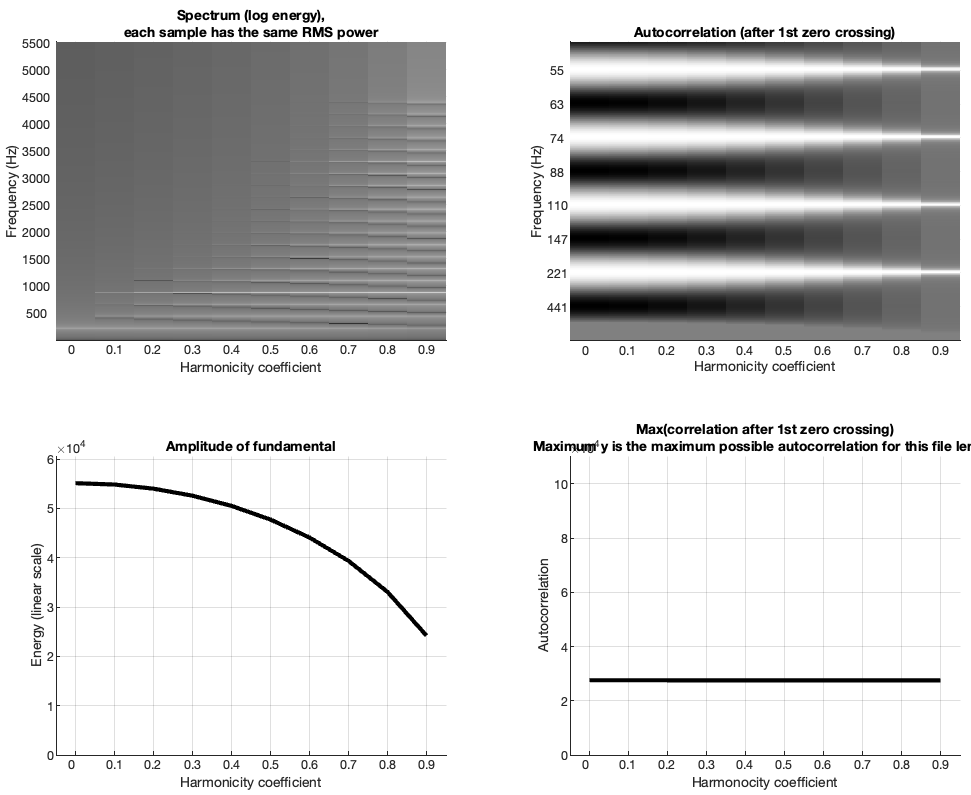 Spectrum (log energy),
each sample has the same RMS power
5500
5000
4500
4000
3500
3000
2500
2000
1500
1000
500
Frequency (Hz)
0 0.1 0.2 0.3 0.4 0.5 0.6 0.7 0.8 0.9
Harmonicity coefficient
Autocorrelation (after 1st zero crossing)
55
63
74
88
110
147
221
441
Frequency (Hz)
0 0.1 0.2 0.3 0.4 0.5 0.6 0.7 0.8 0.9
Harmonicity coefficient
Amplitude of fundamental
×10⁴
6
5
4
3
2
1
0
Energy (linear scale)
0 0.1 0.2 0.3 0.4 0.5 0.6 0.7 0.8 0.9
Harmonicity coefficient
Max(correlation after 1st zero crossing)
Maximum y is the maximum possible autocorrelation for this file ler
10
8
6
4
2
0
Autocorrelation
0 0.1 0.2 0.3 0.4 0.5 0.6 0.7 0.8 0.9
Harmonocity coefficient